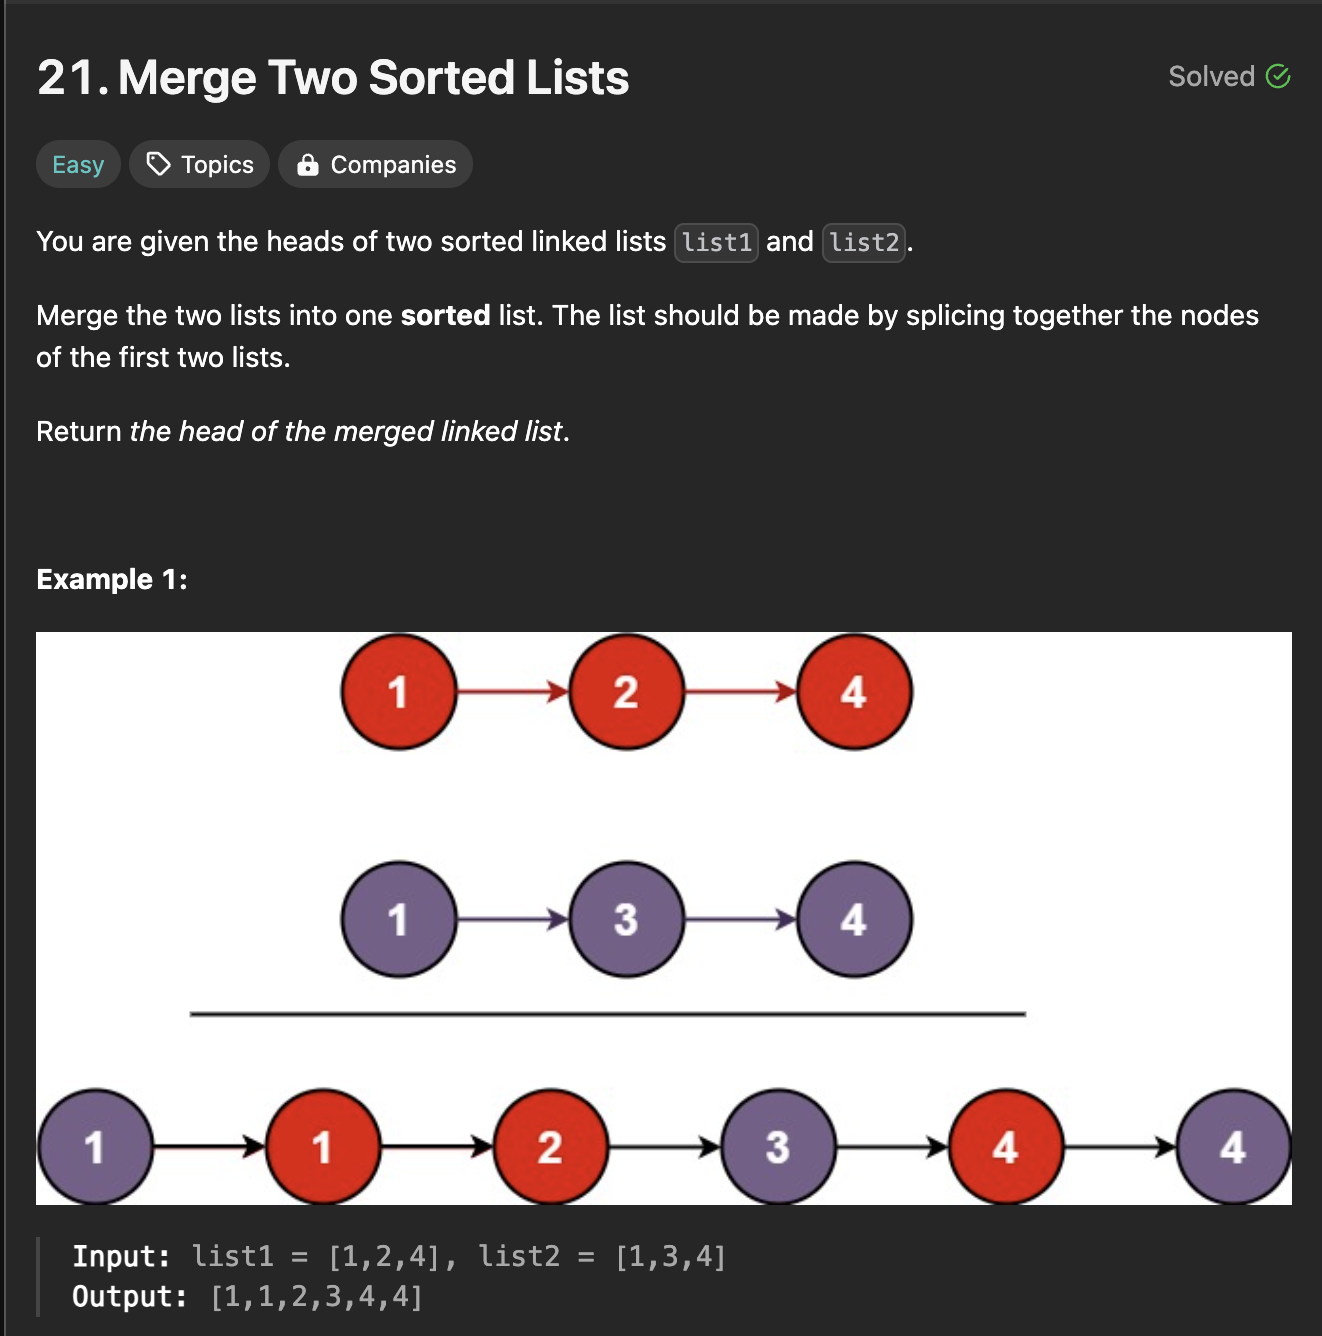 21. Merge Two Sorted Lists
Solved
Easy
Topics
Companies
You are given the heads of two sorted linked lists list1 and list2.
Merge the two lists into one sorted list. The list should be made by splicing together the nodes
of the first two lists.
Return the head of the merged linked list.
Example 1:
1 2 4
1 3 4
1 1 2 3 4 4
Input: list1 = [1,2,4], list2 = [1,3,4]
Output: [1,1,2,3,4,4]